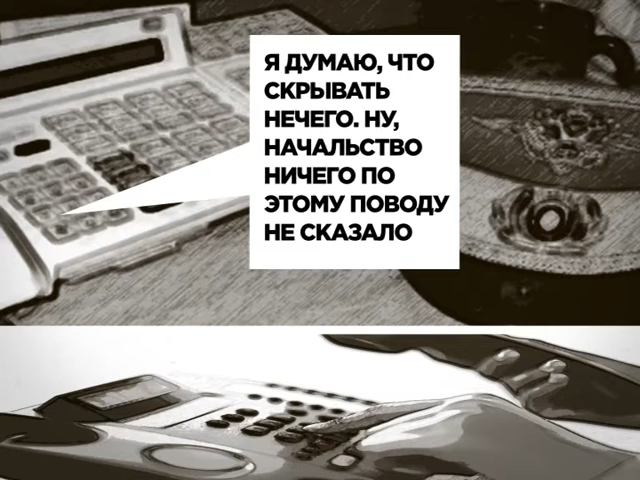 Я ДУМАЮ, ЧТО
СКРЫВАТЬ
НЕЧЕГО. НУ,
НАЧАЛЬСТВО
НИЧЕГО ПО
ЭТОМУ ПОВОДУ
НЕ СКАЗАЛО